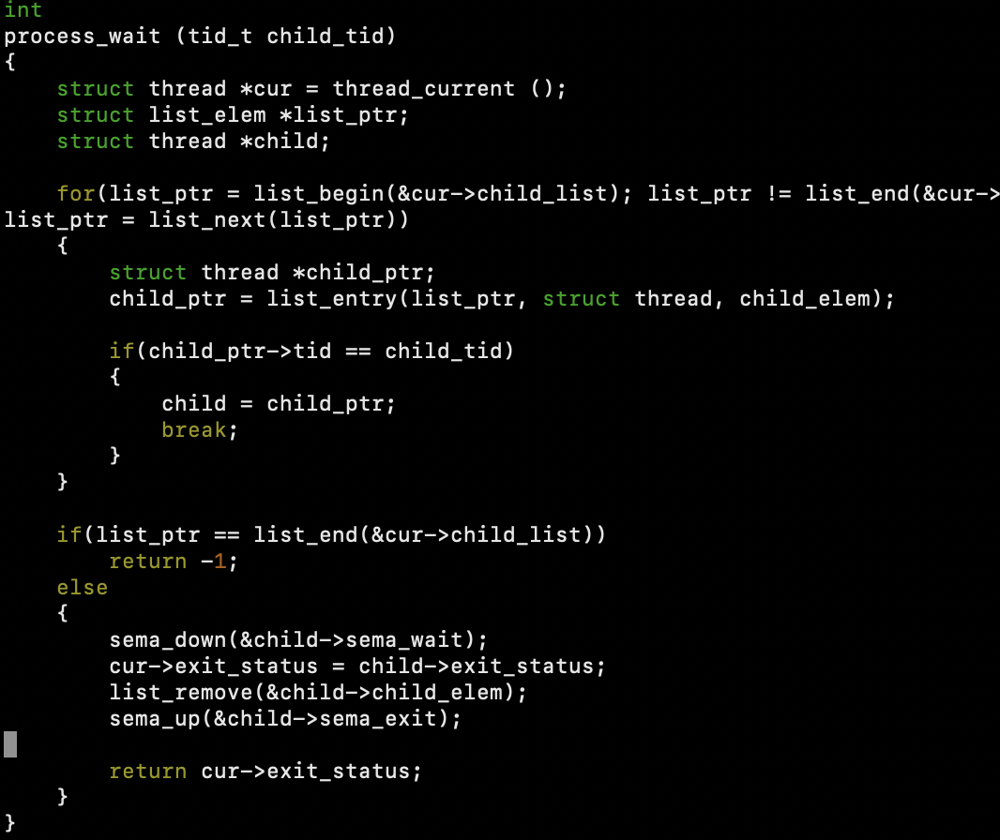 int
process_wait (tid_t child_tid)
{
    struct thread *cur = thread_current ();
    struct list_elem *list_ptr;
    struct thread *child;

    for(list_ptr = list_begin(&cur->child_list); list_ptr != list_end(&cur->
list_ptr = list_next(list_ptr))
    {
        struct thread *child_ptr;
        child_ptr = list_entry(list_ptr, struct thread, child_elem);

        if(child_ptr->tid == child_tid)
        {
            child = child_ptr;
            break;
        }
    }

    if(list_ptr == list_end(&cur->child_list))
        return -1;
    else
    {
        sema_down(&child->sema_wait);
        cur->exit_status = child->exit_status;
        list_remove(&child->child_elem);
        sema_up(&child->sema_exit);

        return cur->exit_status;
    }
}